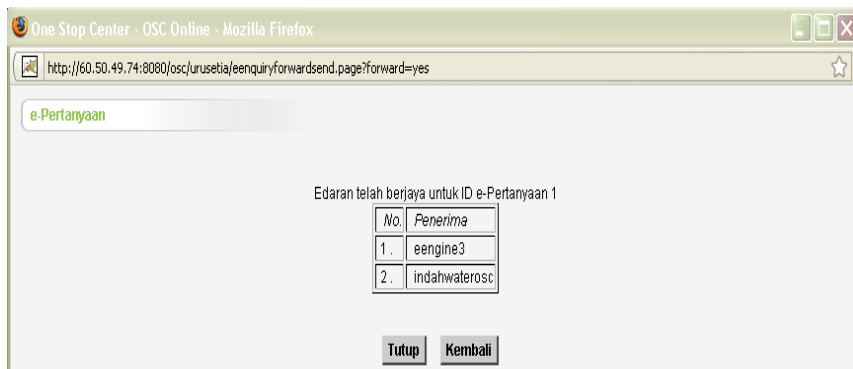 One Stop Center - OSC Online - Mozilla Firefox
http://60.50.49.74:8080/osc/urusetia/eenquiryforwardsend.page?forward=yes
e-Pertanyaan
Edaran telah berjaya untuk ID e-Pertanyaan 1
No. Penerima
1 . eengine3
2 . indahwaterosc
Tutup Kembali